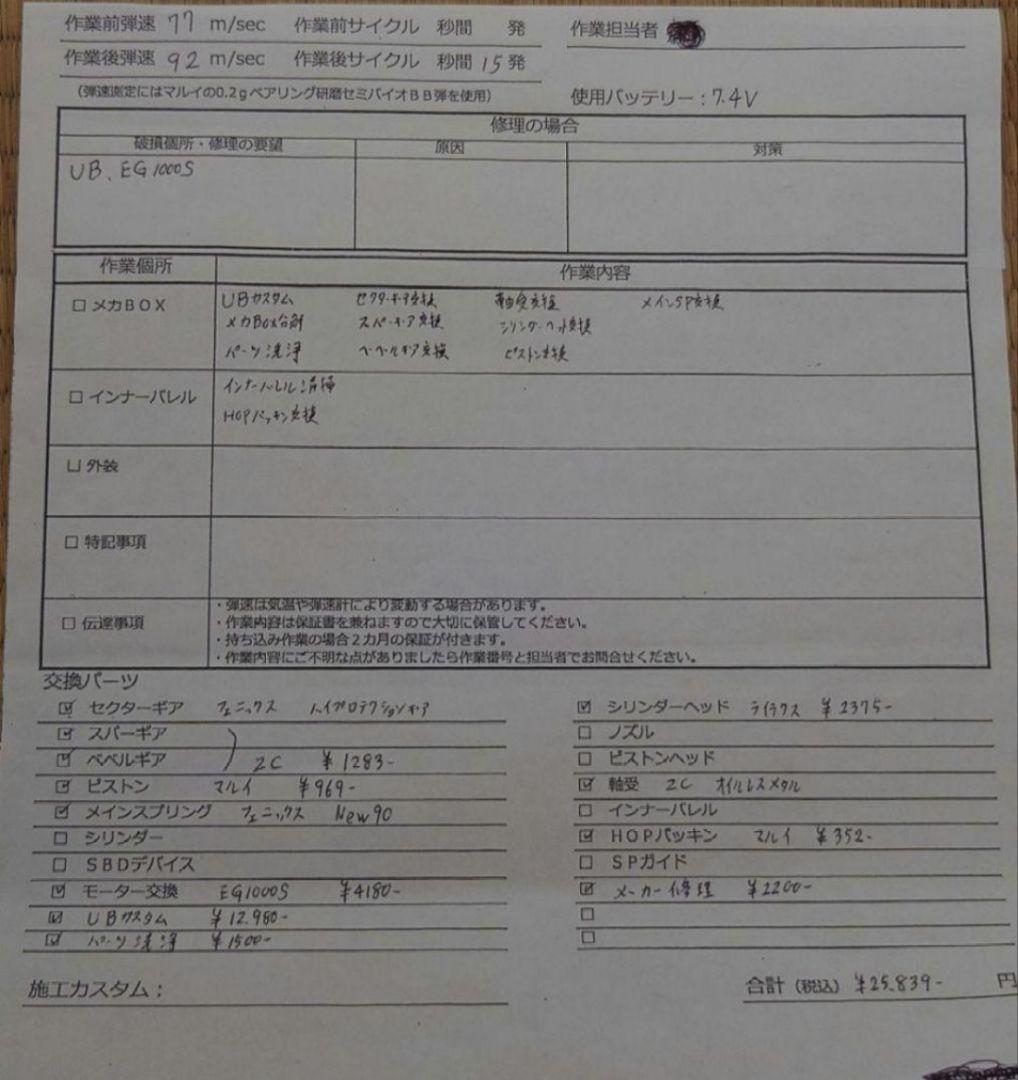 作業前弾速 77 m/sec 作業前サイクル 秒間 発 作業担当者
作業後弾速 92 m/sec 作業後サイクル 秒間 15発
（弾速測定にはマルイの0.2gベアリング研磨セミバイオBB弾を使用） 使用バッテリー：7.4V
修理の場合
破損個所・修理の要望 原因 対策
UB、EG1000S
作業個所 作業内容
□ メカBOX UBカスタム セクターギア交換 軸受交換 メインSP交換
メカBox分解 スパーギア交換 シリンダーヘッド交換
パーツ洗浄 ベベルギア交換 ピストン交換
□ インナーバレル インナーバレル清掃
HOPパッキン交換
□ 外装
□ 特記事項
・弾速は気温や弾速計により変動する場合があります。
□ 伝達事項 ・作業内容は保証書を兼ねますので大切に保管してください。
・持ち込み作業の場合2カ月の保証が付きます。
・作業内容にご不明な点がありましたら作業番号と担当者でお問合せください。
交換パーツ
☑ セクターギア フェニックス ハイプロテクションギア
☑ スパーギア
☑ ベベルギア 2C ¥1283-
☑ ピストン マルイ ¥969-
☑ メインスプリング フェニックス New90
□ シリンダー
□ SBDデバイス
☑ モーター交換 EG1000S ¥4180-
☑ UBカスタム ¥12.980-
☑ パーツ洗浄 ¥1500-
☑ シリンダーヘッド ライラクス ¥2375-
□ ノズル
□ ピストンヘッド
☑ 軸受 2C オイルレスメタル
□ インナーバレル
☑ HOPパッキン マルイ ¥352-
□ SPガイド
☑ メーカー修理 ¥2200-
□
□
施工カスタム：
合計（税込） ¥25.839- 円